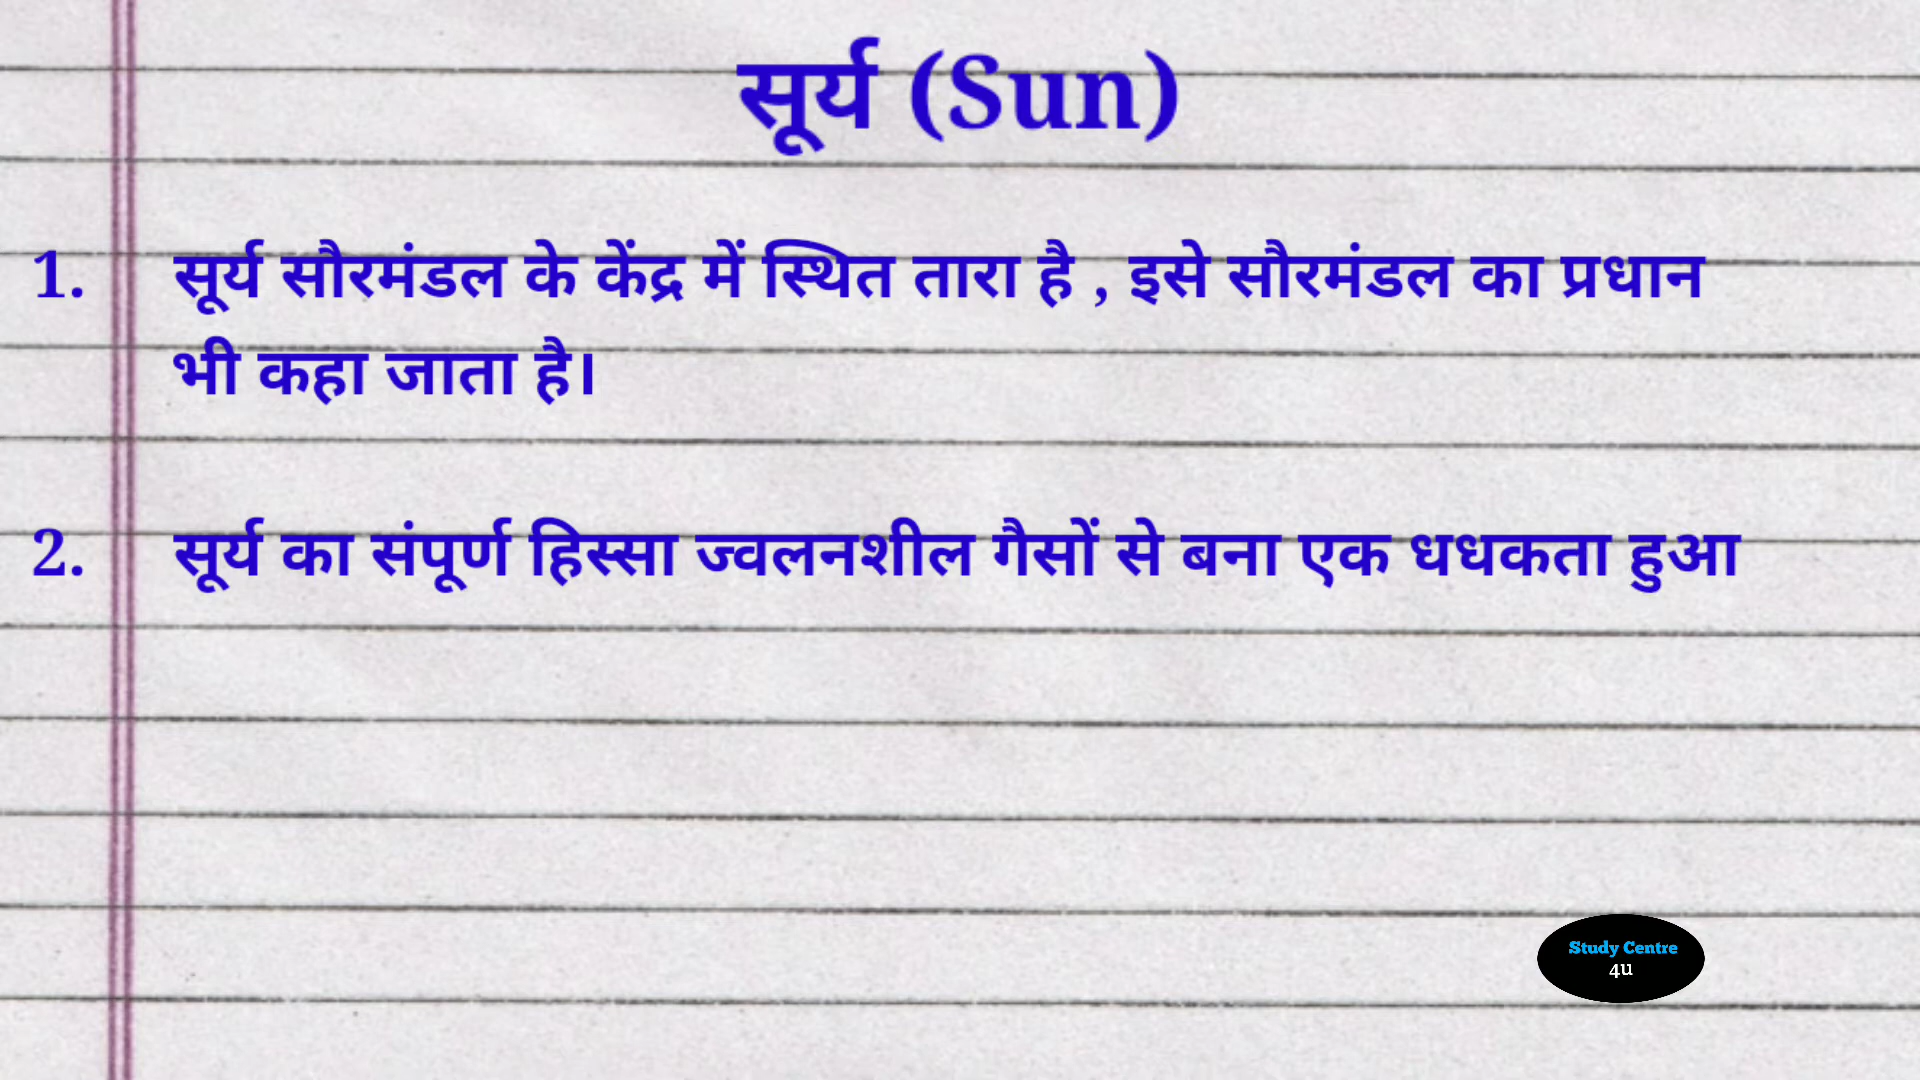 सूर्य (Sun)
1. सूर्य सौरमंडल के केंद्र में स्थित तारा है , इसे सौरमंडल का प्रधान
भी कहा जाता है।
2. सूर्य का संपूर्ण हिस्सा ज्वलनशील गैसों से बना एक धधकता हुआ
Study Centre
4u